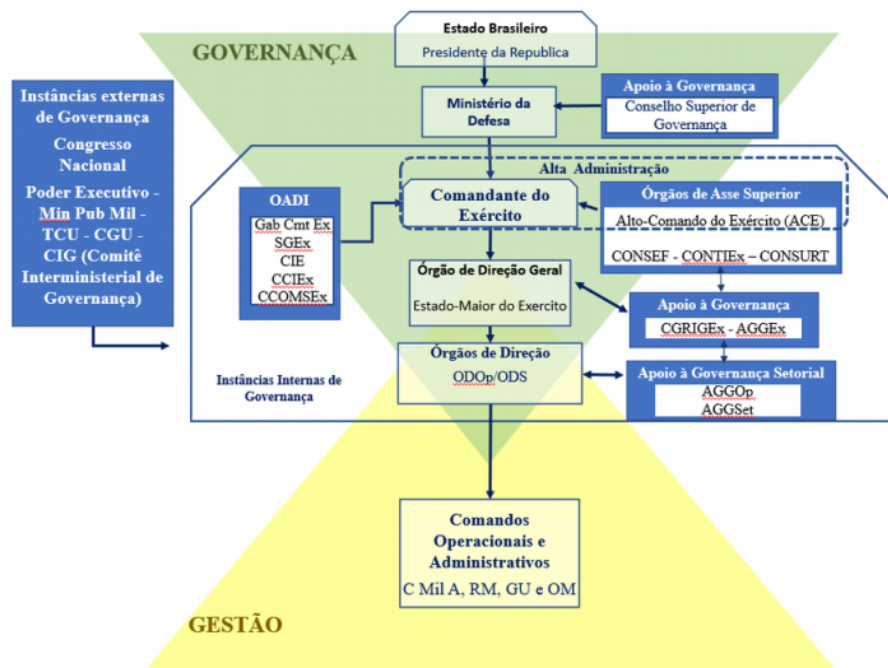 Estado Brasileiro
Presidente da Republica
GOVERNANÇA
Instâncias externas
de Governança
Congresso
Nacional
Poder Executivo -
Min Pub Mil -
TCU - CGU -
CIG (Comitê
Interministerial de
Governança)
Ministério da
Defesa
Apoio à Governança
Conselho Superior de
Governança
Alta Administração
OADI
Gab Cmt Ex
SGEx
CIE
CCIEx
CCOMSEx
Comandante do
Exército
Órgãos de Asse Superior
Alto-Comando do Exército (ACE)
CONSEF - CONTIEx – CONSURT
Órgão de Direção Geral
Estado-Maior do Exercito
Apoio à Governança
CGRIGEx - AGGEx
Órgãos de Direção
ODOp/ODS
Apoio à Governança Setorial
AGGOp
AGGSet
Instâncias Internas de
Governança
Comandos
Operacionais e
Administrativos
C Mil A, RM, GU e OM
GESTÃO